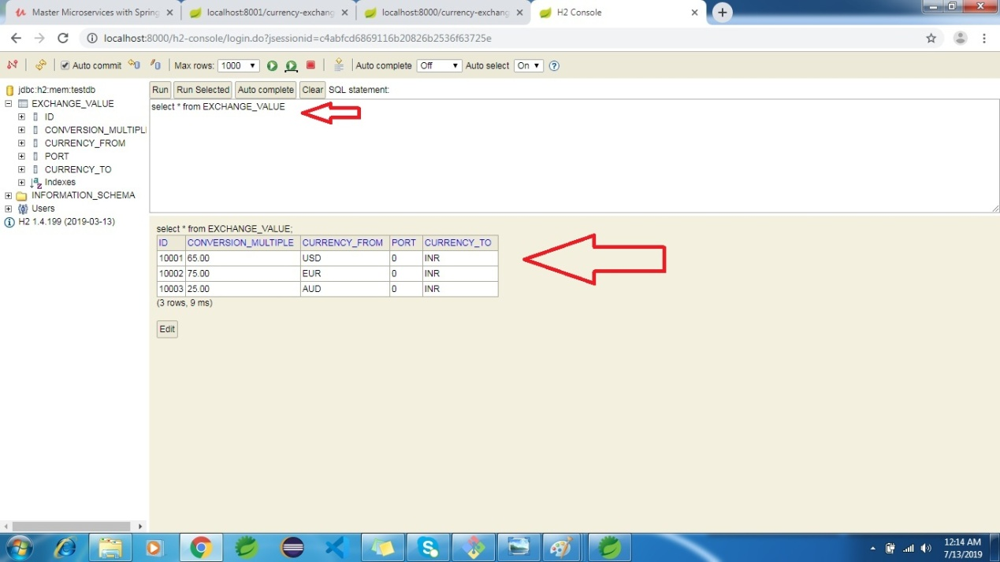 Master Microservices with Spring
localhost:8001/currency-exchang
localhost:8000/currency-exchang
H2 Console
localhost:8000/h2-console/login.do?jsessionid=c4abfcd6869116b20826b2536f63725e
Auto commit Max rows: 1000 Auto complete Off Auto select On
jdbc:h2:mem:testdb
EXCHANGE_VALUE
ID
CONVERSION_MULTIPL
CURRENCY_FROM
PORT
CURRENCY_TO
Indexes
INFORMATION_SCHEMA
Users
H2 1.4.199 (2019-03-13)
Run Run Selected Auto complete Clear SQL statement:
select * from EXCHANGE_VALUE
select * from EXCHANGE_VALUE;
ID CONVERSION_MULTIPLE CURRENCY_FROM PORT CURRENCY_TO
10001 65.00 USD 0 INR
10002 75.00 EUR 0 INR
10003 25.00 AUD 0 INR
(3 rows, 9 ms)
Edit
12:14 AM
7/13/2019